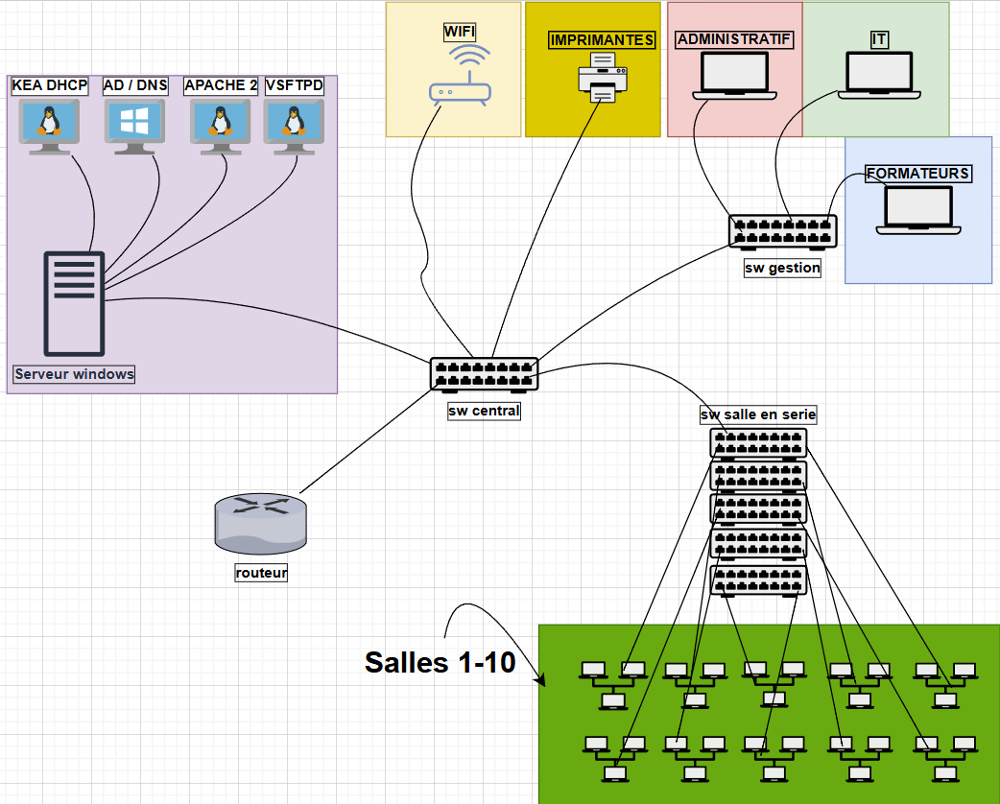 WIFI
IMPRIMANTES
ADMINISTRATIF
IT
KEA DHCP
AD / DNS
APACHE 2
VSFTPD
FORMATEURS
sw gestion
Serveur windows
sw central
sw salle en serie
routeur
Salles 1-10